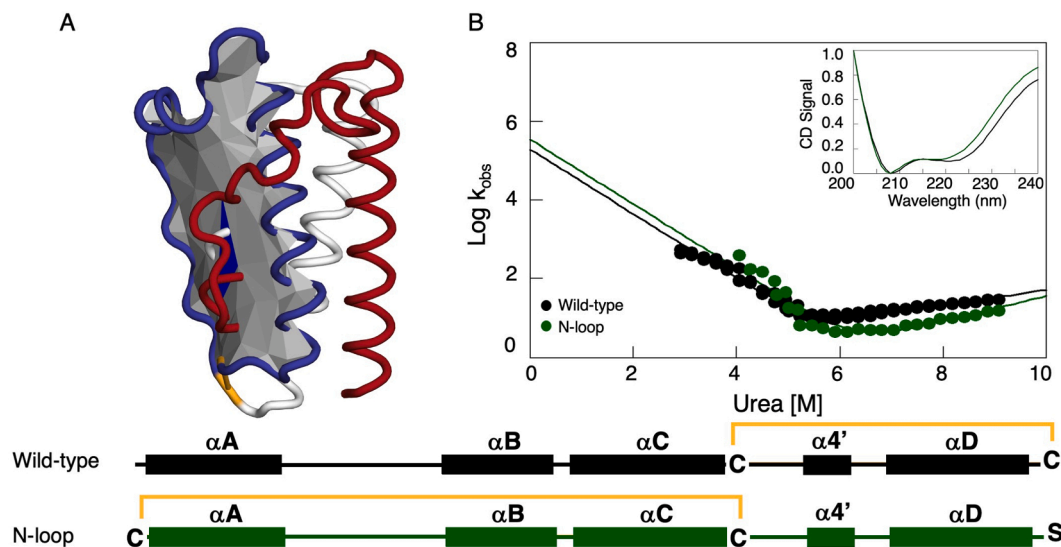 A
B
8
6
4
2
0
Log kobs
1.0
0.8
0.6
0.4
0.2
0.0
CD Signal
200 210 220 230 240
Wavelength (nm)
Wild-type
N-loop
0 2 4 6 8 10
Urea [M]
αA αB αC α4' αD
Wild-type C C
αA αB αC α4' αD
N-loop C C S